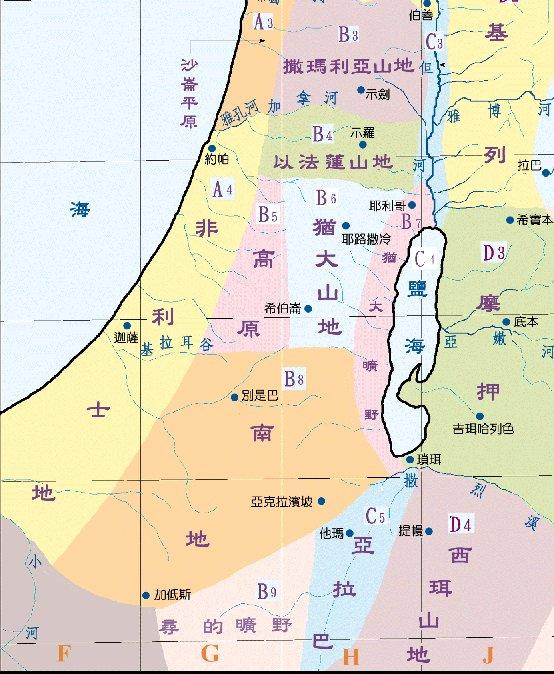 A3
B3
伯善
C3
基
撒瑪利亞山地
但
沙崙平原
示劍
雅孔河
加拿河
雅博河
示羅
B4
以法蓮山地
河
列
約帕
拉巴
海
A4
B5
B6
耶利哥
B7
希實本
非
猶大山地
耶路撒冷
猶大曠野
C4
D3
高原
希伯崙
鹽海
摩
利
底本
迦薩
基拉耳谷
亞嫩河
B8
押
士
別是巴
吉珥哈列色
南
瑣珥
地
撒烈溪
亞克拉濱坡
C5
D4
他瑪
提幔
地
亞
西珥山地
小河
拉
加低斯
B9
尋的曠野
巴
F
G
H
J